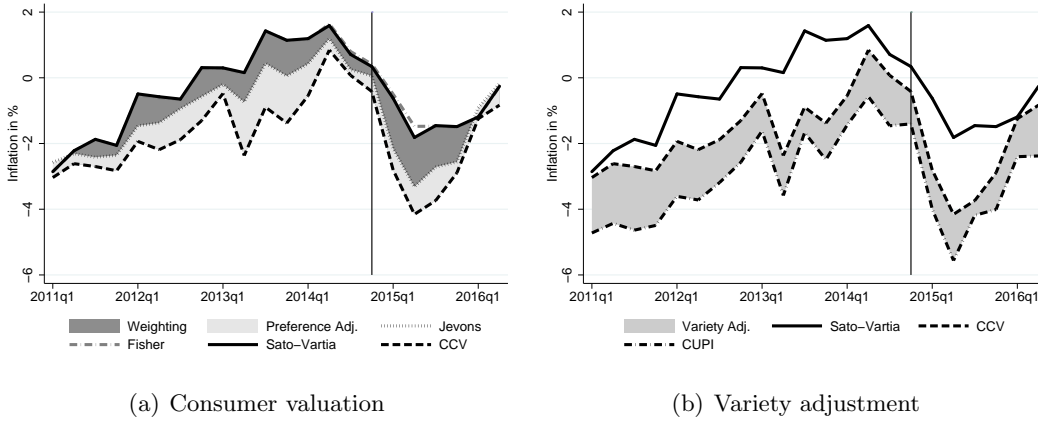 2
0
−2
−4
−6
Inflation in %
2011q1 2012q1 2013q1 2014q1 2015q1 2016q1
Weighting Preference Adj. Jevons
Fisher Sato−Vartia CCV
(a) Consumer valuation
2
0
−2
−4
−6
Inflation in %
2011q1 2012q1 2013q1 2014q1 2015q1 2016q1
Variety Adj. Sato−Vartia CCV
CUPI
(b) Variety adjustment